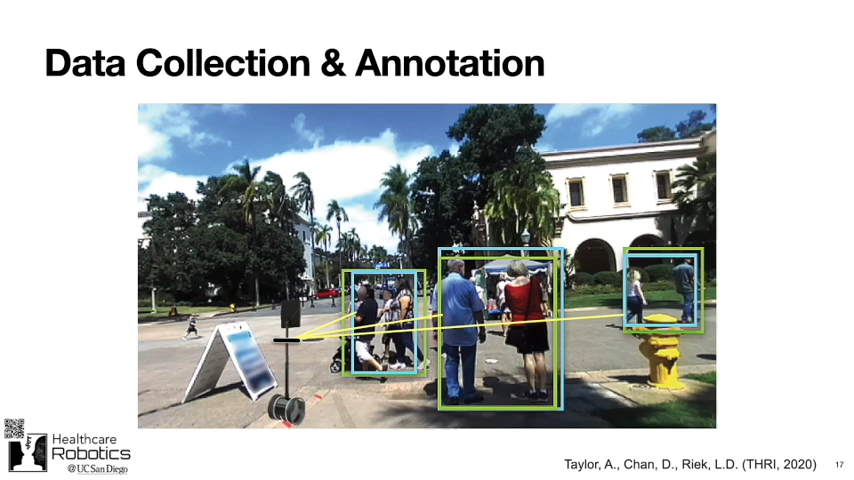 Data Collection & Annotation
Healthcare
Robotics
@ UC San Diego
Taylor, A., Chan, D., Riek, L.D. (THRI, 2020)
17